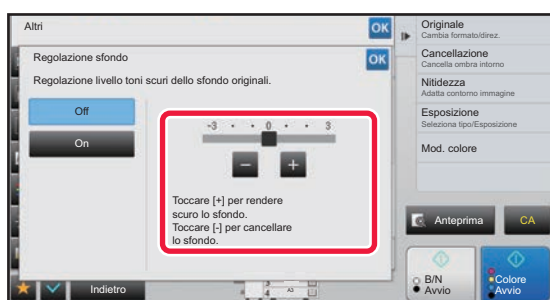 Altri
OK
Regolazione sfondo
OK
Regolazione livello toni scuri dello sfondo originali.
Off
On
-3 · · 0 · · 3
− +
Toccare [+] per rendere
scuro lo sfondo.
Toccare [-] per cancellare
lo sfondo.
Indietro
Originale
Cambia formato/direz.
Cancellazione
Cancella ombra intorno
Nitidezza
Adatta contorno immagine
Esposizione
Seleziona tipo/Esposizione
Mod. colore
Anteprima
CA
B/N
Avvio
Colore
Avvio
4
A3